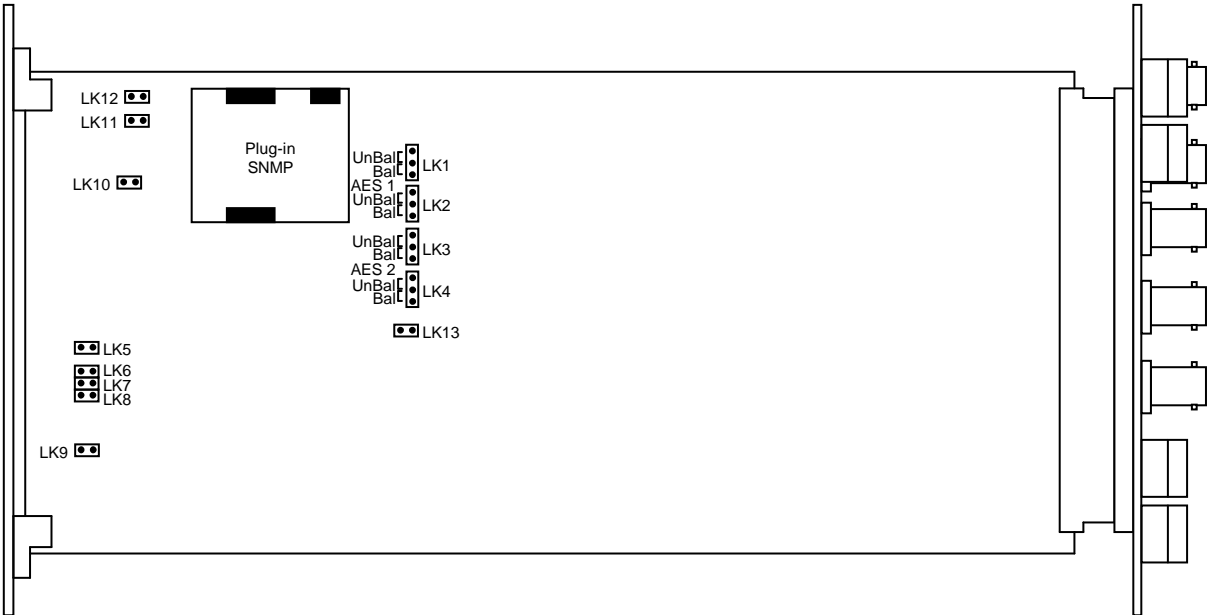 LK12
LK11
LK10
Plug-in
SNMP
UnBal
Bal
LK1
AES 1
UnBal
Bal
LK2
UnBal
Bal
LK3
AES 2
UnBal
Bal
LK4
LK13
LK5
LK6
LK7
LK8
LK9